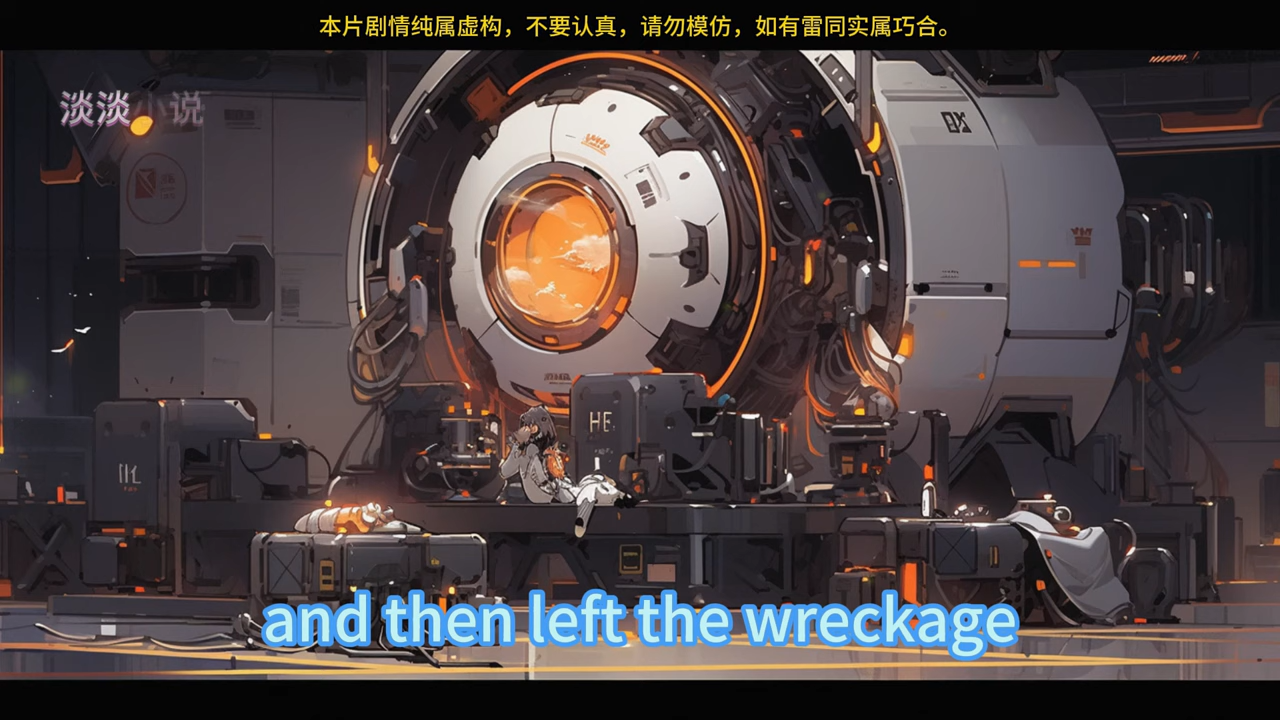 本片剧情纯属虚构，不要认真，请勿模仿，如有雷同实属巧合。
淡淡小说
HE
and then left the wreckage